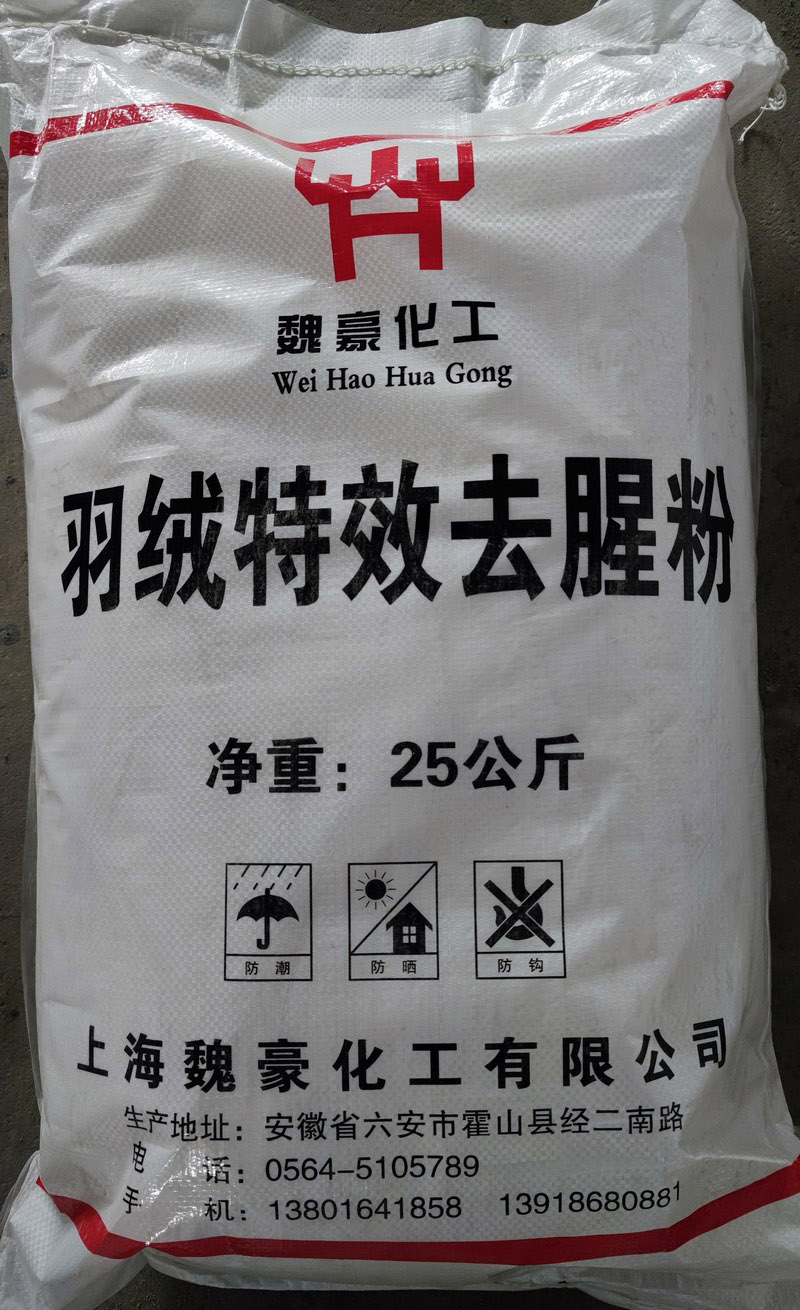 魏豪化工
Wei Hao Hua Gong
羽绒特效去腥粉
净重：25公斤
防潮 防晒 防钩
上海魏豪化工有限公司
生产地址：安徽省六安市霍山县经二南路
电话：0564-5105789
手机：13801641858 13918680881